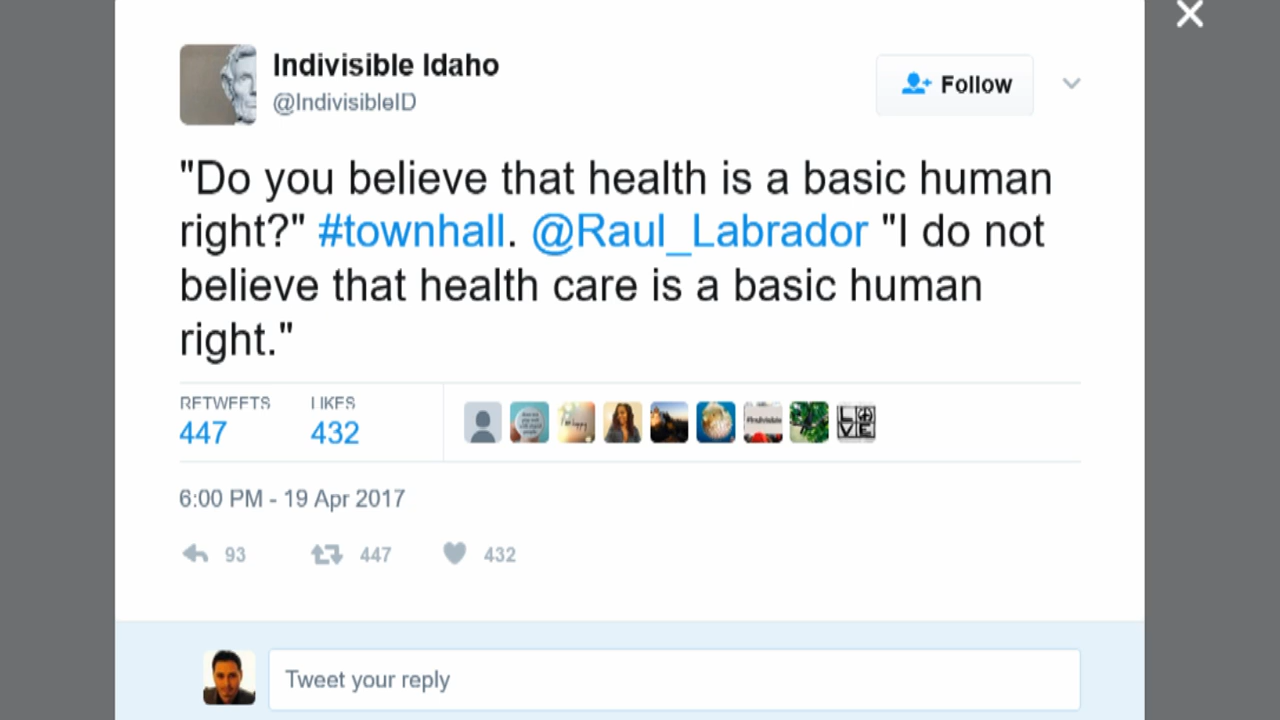 Indivisible Idaho
@IndivisibleID
Follow
"Do you believe that health is a basic human
right?" #townhall. @Raul_Labrador "I do not
believe that health care is a basic human
right."
RETWEETS LIKES
447 432
#Indivisible
LOVE
6:00 PM - 19 Apr 2017
93 447 432
Tweet your reply